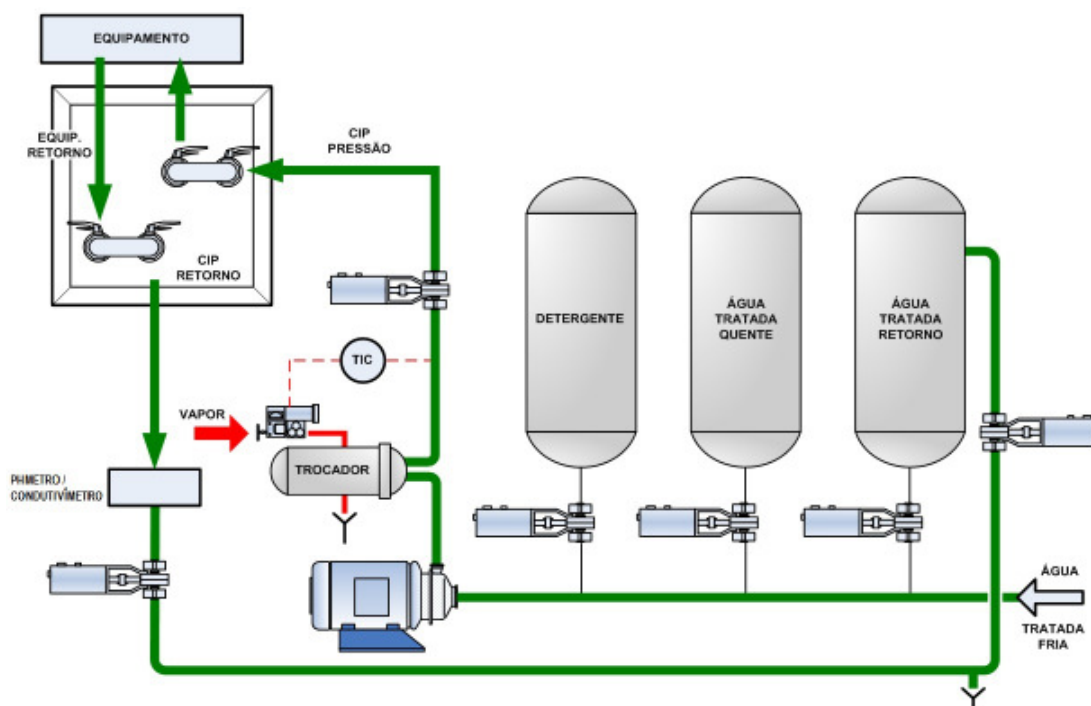 EQUIPAMENTO
EQUIP.
RETORNO
CIP
PRESSÃO
CIP
RETORNO
DETERGENTE
ÁGUA
TRATADA
QUENTE
ÁGUA
TRATADA
RETORNO
TIC
VAPOR
TROCADOR
PHMETRO /
CONDUTIVÍMETRO
ÁGUA
TRATADA
FRIA